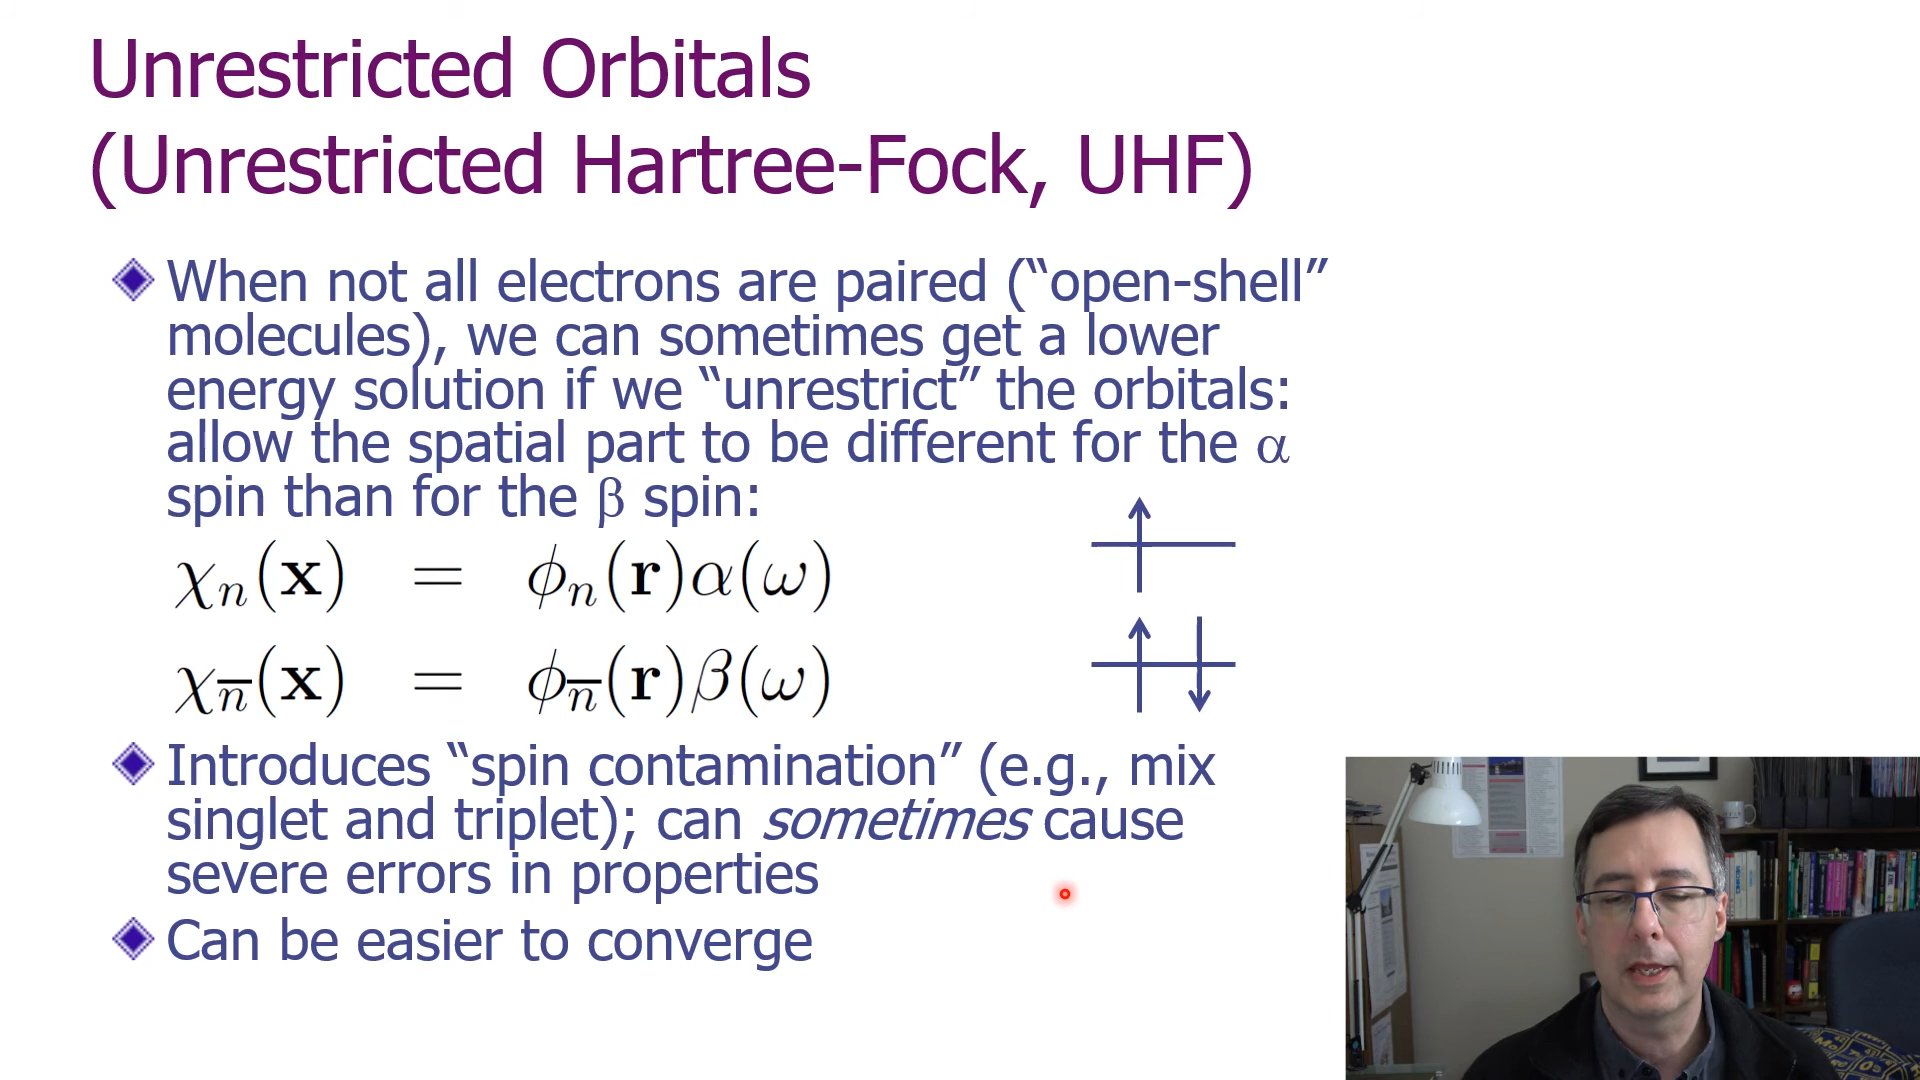 Unrestricted Orbitals
(Unrestricted Hartree-Fock, UHF)
When not all electrons are paired (“open-shell”
molecules), we can sometimes get a lower
energy solution if we “unrestrict” the orbitals:
allow the spatial part to be different for the α
spin than for the β spin:
χₙ(𝐱) = ϕₙ(𝐫)α(ω)
χ_n̅(𝐱) = ϕ_n̅(𝐫)β(ω)
Introduces “spin contamination” (e.g., mix
singlet and triplet); can sometimes cause
severe errors in properties
Can be easier to converge